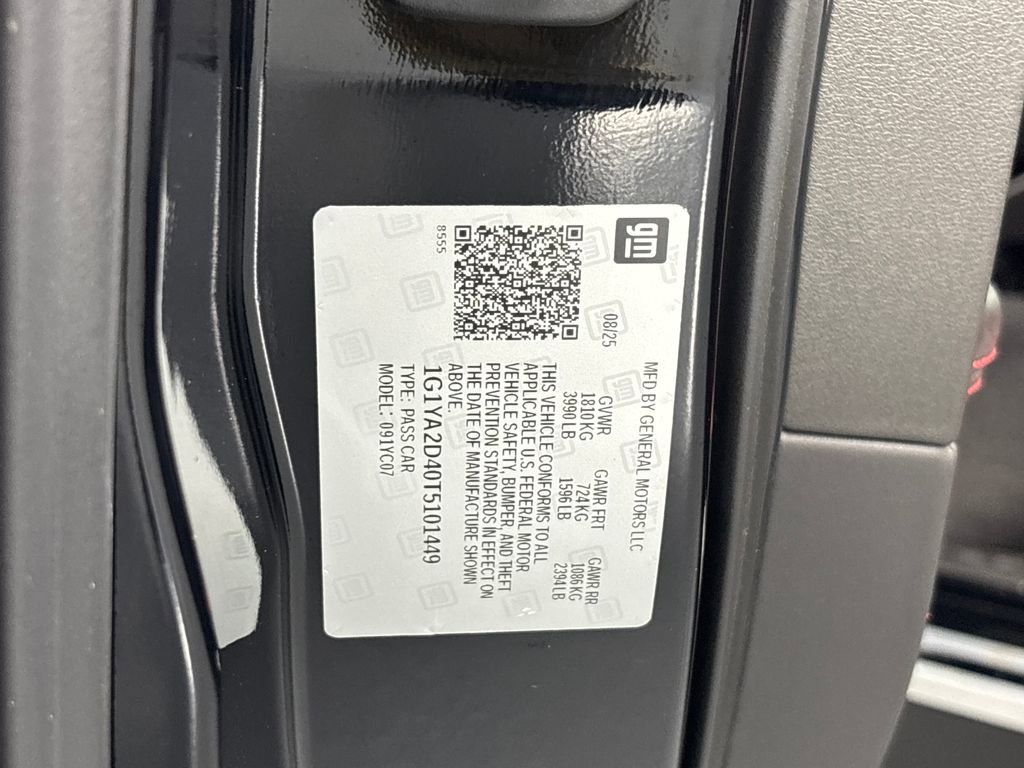 gm
08/25
8555
MFD BY GENERAL MOTORS LLC
GVWR GAWR FRT GAWR RR
1810 KG 724 KG 1086 KG
3990 LB 1596 LB 2394 LB
THIS VEHICLE CONFORMS TO ALL
APPLICABLE U.S. FEDERAL MOTOR
VEHICLE SAFETY, BUMPER, AND THEFT
PREVENTION STANDARDS IN EFFECT ON
THE DATE OF MANUFACTURE SHOWN
ABOVE.
1G1YA2D40T5101449
TYPE: PASS CAR
MODEL: 091YC07